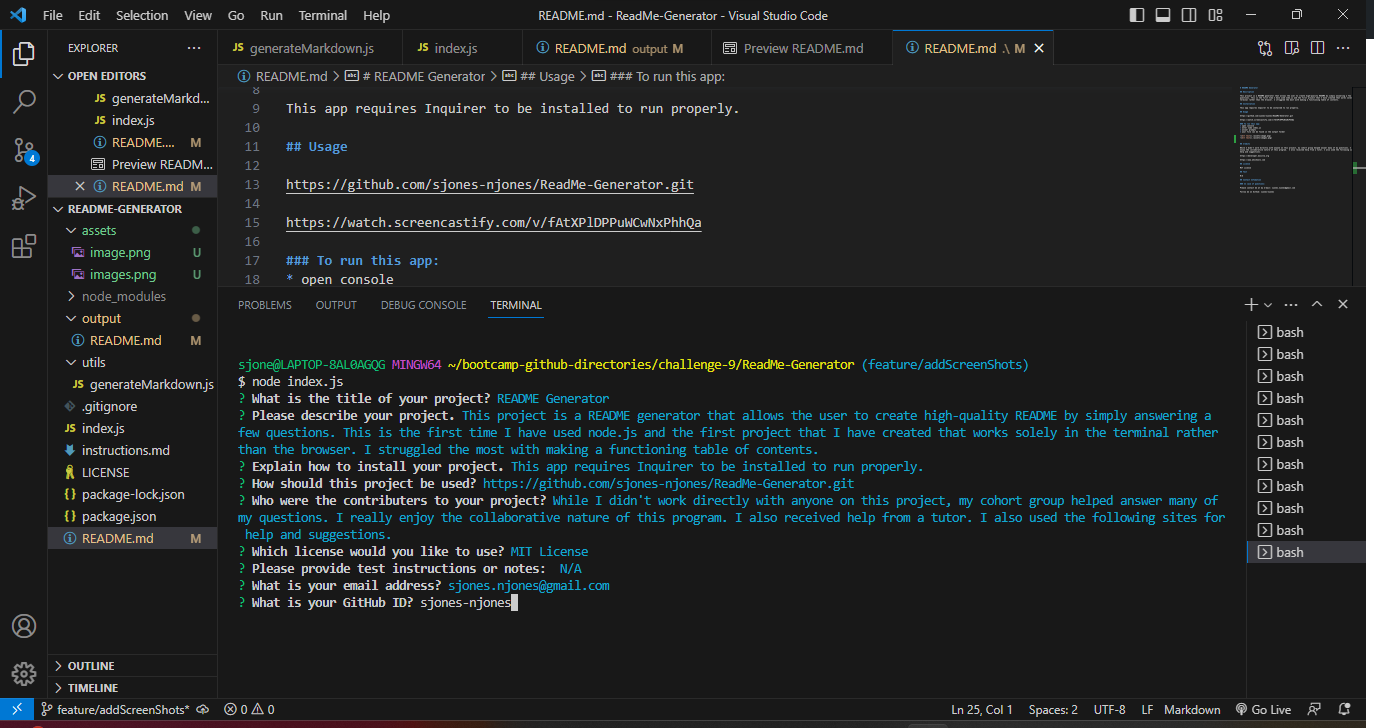 File Edit Selection View Go Run Terminal Help README.md - ReadMe-Generator - Visual Studio Code
EXPLORER
generateMarkdown.js index.js README.md output M Preview README.md README.md .\ M
OPEN EDITORS
generateMarkd...
index.js
README.... M
Preview READM...
README.md M
README-GENERATOR
assets
image.png U
images.png U
node_modules
output
README.md M
utils
generateMarkdown.js
.gitignore
index.js
instructions.md
LICENSE
package-lock.json
package.json
README.md M
OUTLINE
TIMELINE
4
README.md > # README Generator > ## Usage > ### To run this app:
8
9 This app requires Inquirer to be installed to run properly.
10
11 ## Usage
12
13 https://github.com/sjones-njones/ReadMe-Generator.git
14
15 https://watch.screencastify.com/v/fAtXPlDPPuWCwNxPhhQa
16
17 ### To run this app:
18 * open console
PROBLEMS OUTPUT DEBUG CONSOLE TERMINAL
sjone@LAPTOP-8AL0AGQG MINGW64 ~/bootcamp-github-directories/challenge-9/ReadMe-Generator (feature/addScreenShots)
$ node index.js
? What is the title of your project? README Generator
? Please describe your project. This project is a README generator that allows the user to create high-quality README by simply answering a
few questions. This is the first time I have used node.js and the first project that I have created that works solely in the terminal rather
than the browser. I struggled the most with making a functioning table of contents.
? Explain how to install your project. This app requires Inquirer to be installed to run properly.
? How should this project be used? https://github.com/sjones-njones/ReadMe-Generator.git
? Who were the contributers to your project? While I didn't work directly with anyone on this project, my cohort group helped answer many of
my questions. I really enjoy the collaborative nature of this program. I also received help from a tutor. I also used the following sites for
help and suggestions.
? Which license would you like to use? MIT License
? Please provide test instructions or notes: N/A
? What is your email address? sjones.njones@gmail.com
? What is your GitHub ID? sjones-njones
bash
bash
bash
bash
bash
bash
bash
bash
bash
bash
bash
feature/addScreenShots* 0 0 Ln 25, Col 1 Spaces: 2 UTF-8 LF Markdown Go Live